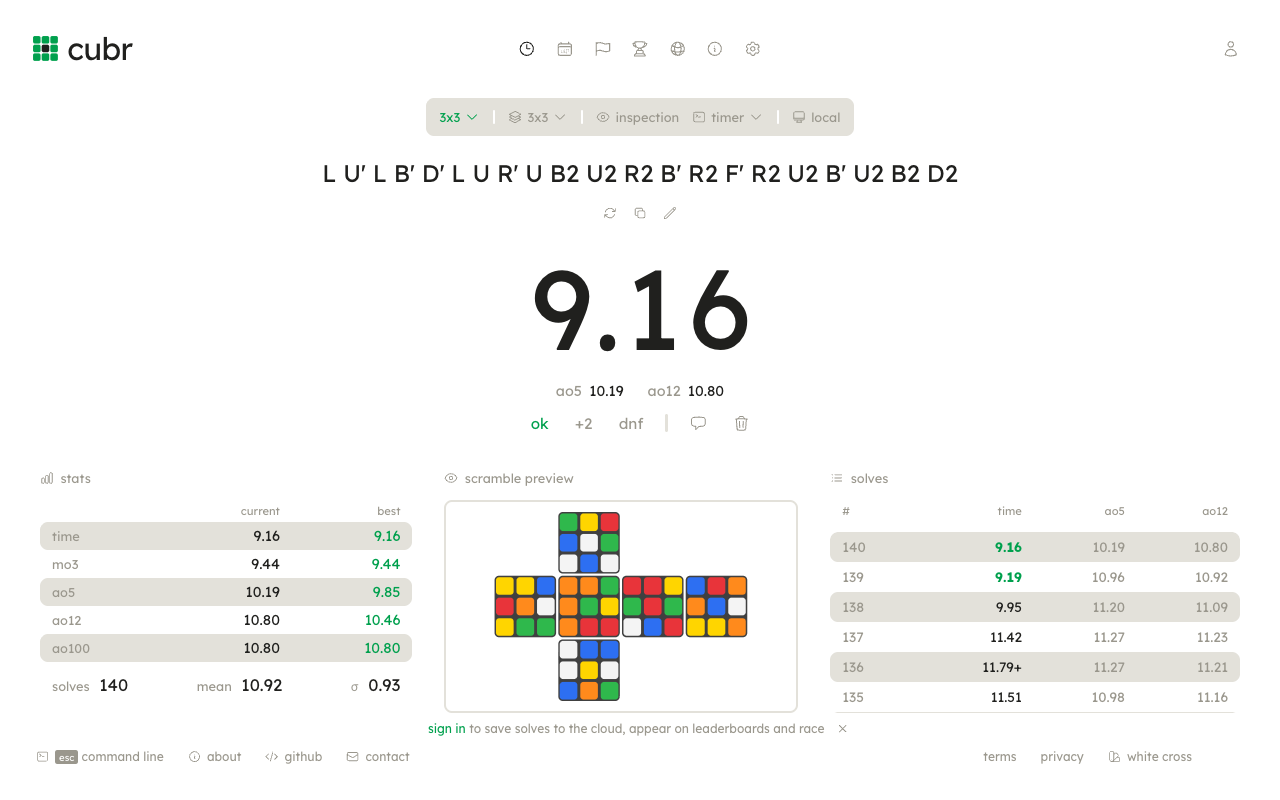 cubr
3x3 3x3 inspection timer local
L U' L B' D' L U R' U B2 U2 R2 B' R2 F' R2 U2 B' U2 B2 D2
9.16
ao5 10.19 ao12 10.80
ok +2 dnf
stats
current best
time 9.16 9.16
mo3 9.44 9.44
ao5 10.19 9.85
ao12 10.80 10.46
ao100 10.80 10.80
solves 140 mean 10.92 σ 0.93
scramble preview
solves
# time ao5 ao12
140 9.16 10.19 10.80
139 9.19 10.96 10.92
138 9.95 11.20 11.09
137 11.42 11.27 11.23
136 11.79+ 11.27 11.21
135 11.51 10.98 11.16
sign in to save solves to the cloud, appear on leaderboards and race
esc command line about github contact terms privacy white cross